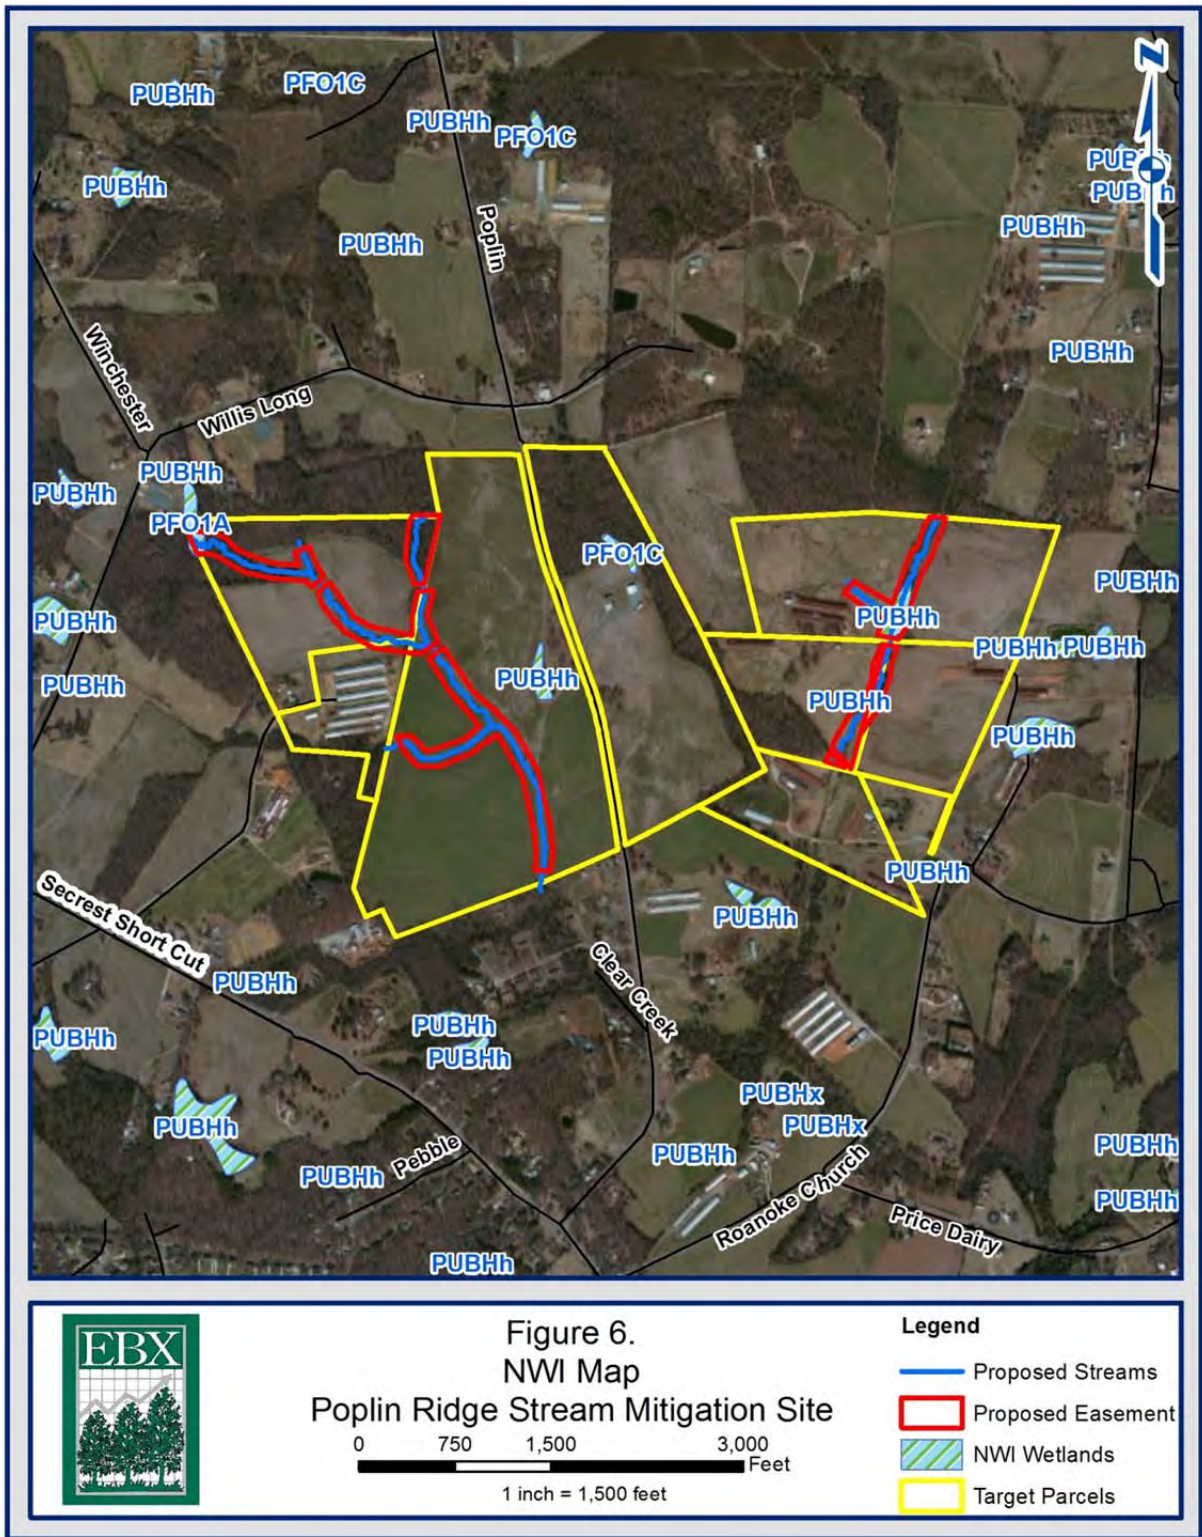 PFO1C
PUBHh
PUBHh
PFO1C
PUBHh
PUBHh
PUBHh
PUBHh
PUBHh
Poplin
PUBHh
Winchester
Willis Long
PUBHh
PUBHh
PFO1A
PFO1C
PUBHh
PUBHh
PUBHh
PUBHh
PUBHh
PUBHh
PUBHh
PUBHh
PUBHh
PUBHh
PUBHh
Secrest Short Cut
PUBHh
PUBHh
Clear Creek
PUBHh
PUBHh
PUBHh
PUBHx
PUBHh
PUBHx
Pebble
PUBHh
PUBHh
PUBHh
Roanoke Church
PUBHh
Price Dairy
PUBHh
N
EBX
Figure 6.
NWI Map
Poplin Ridge Stream Mitigation Site
0 750 1,500 3,000
Feet
1 inch = 1,500 feet
Legend
Proposed Streams
Proposed Easement
NWI Wetlands
Target Parcels